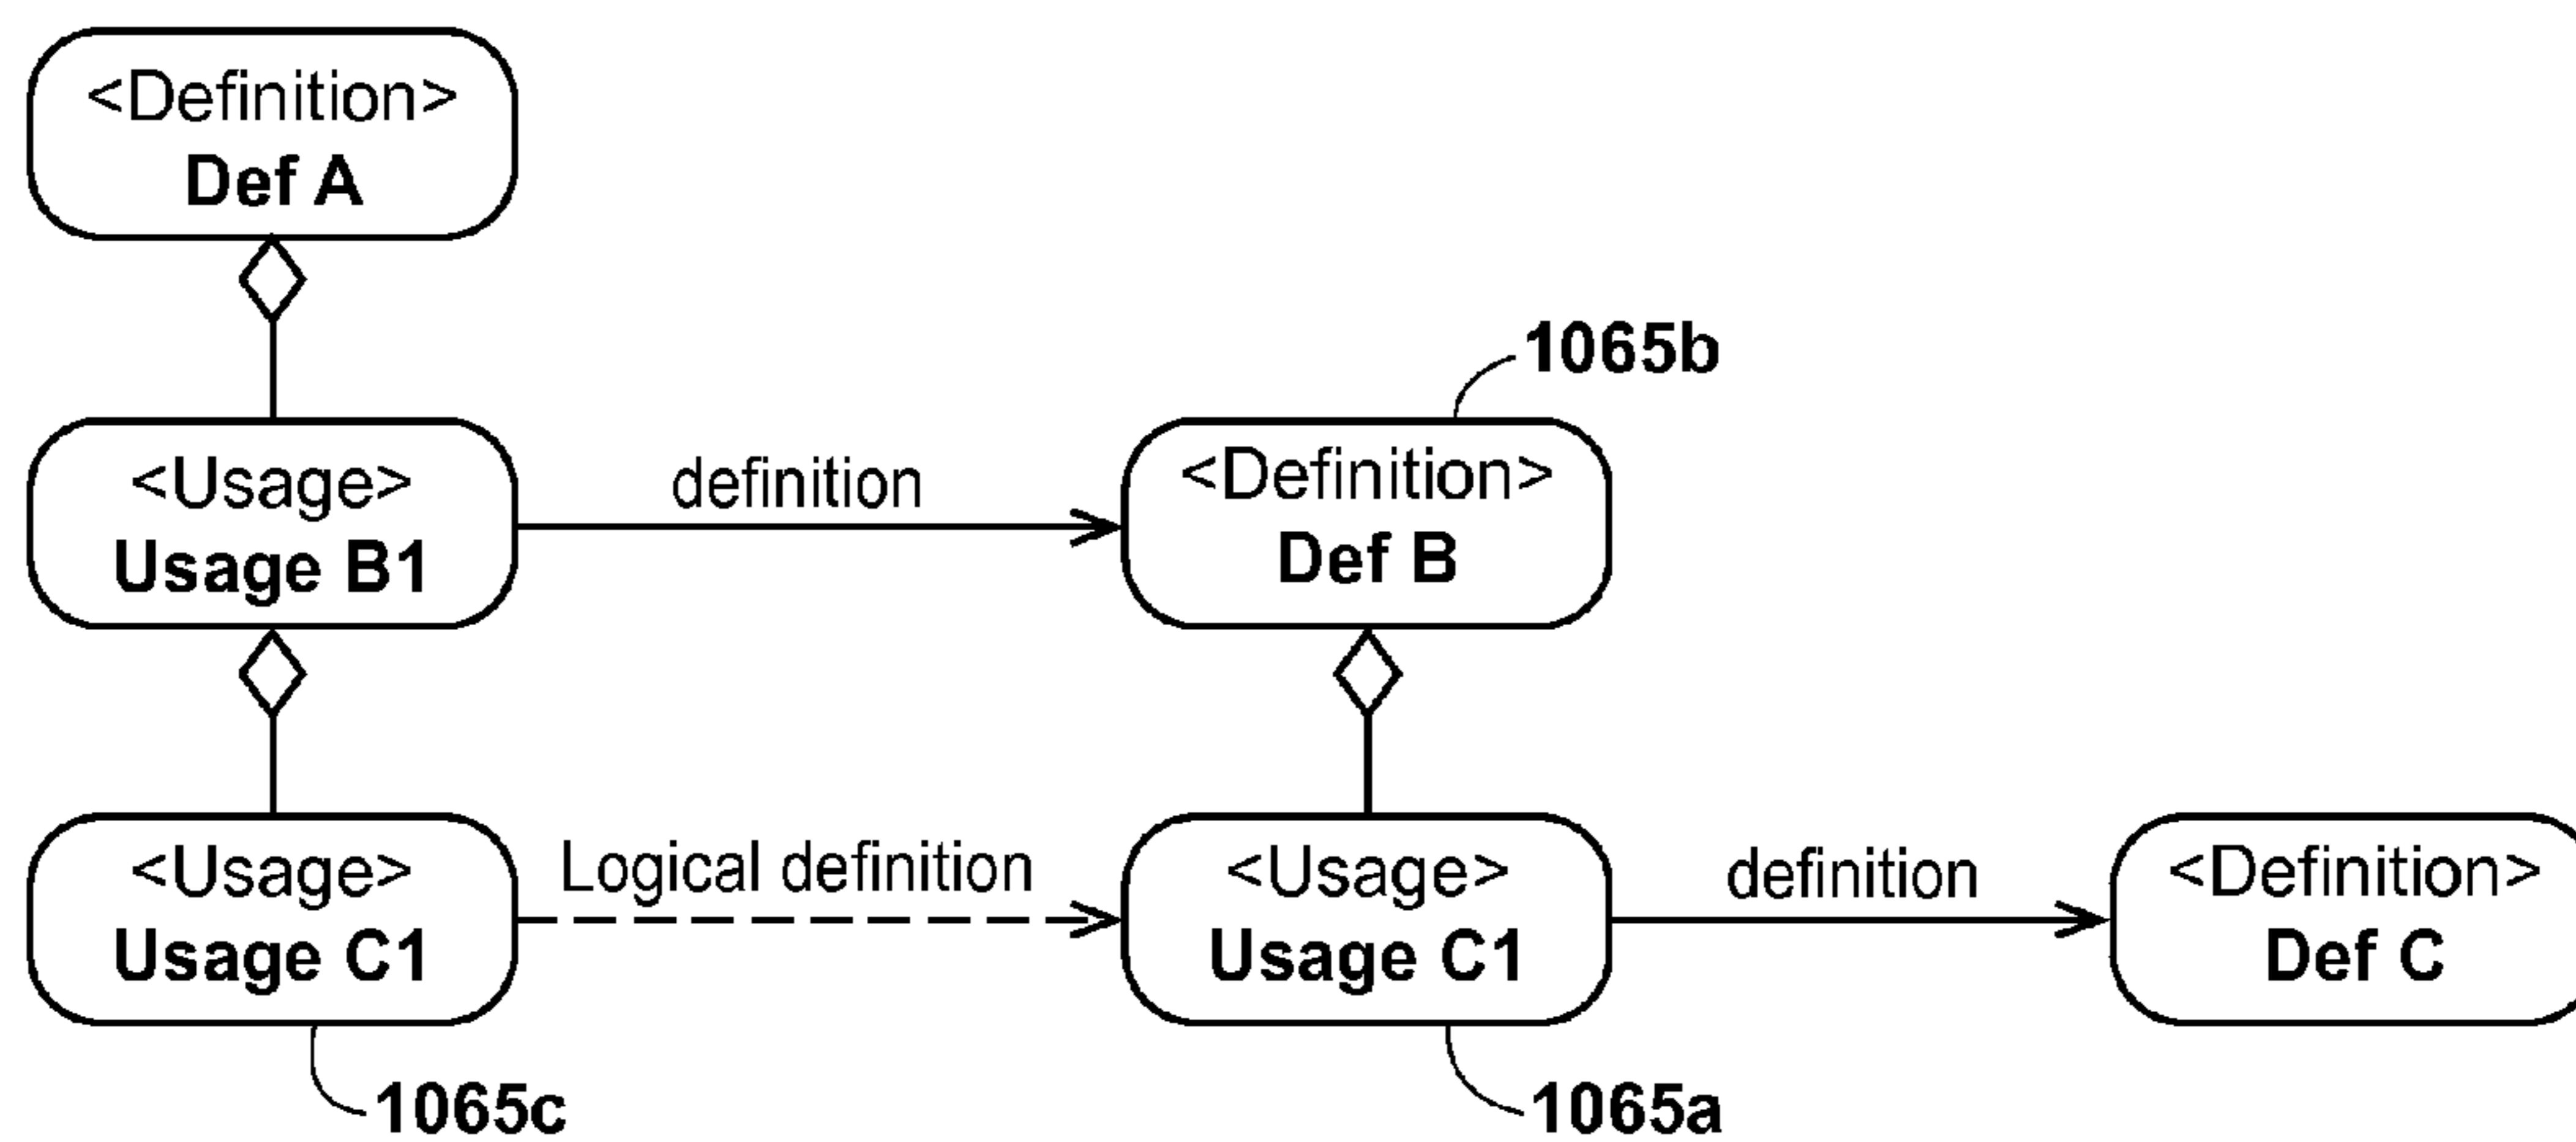 <Definition>
Def A
1065b
<Usage>
Usage B1
definition
<Definition>
Def B
<Usage>
Usage C1
Logical definition
<Usage>
Usage C1
definition
<Definition>
Def C
1065c
1065a